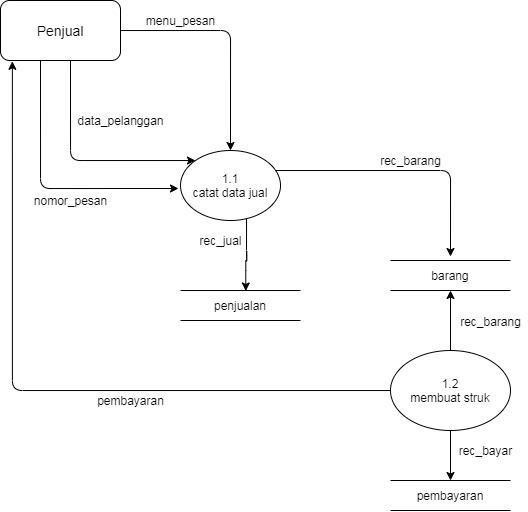 menu_pesan
Penjual
data_pelanggan
rec_barang
1.1
catat data jual
nomor_pesan
rec_jual
barang
penjualan
rec_barang
1.2
membuat struk
pembayaran
rec_bayar
pembayaran